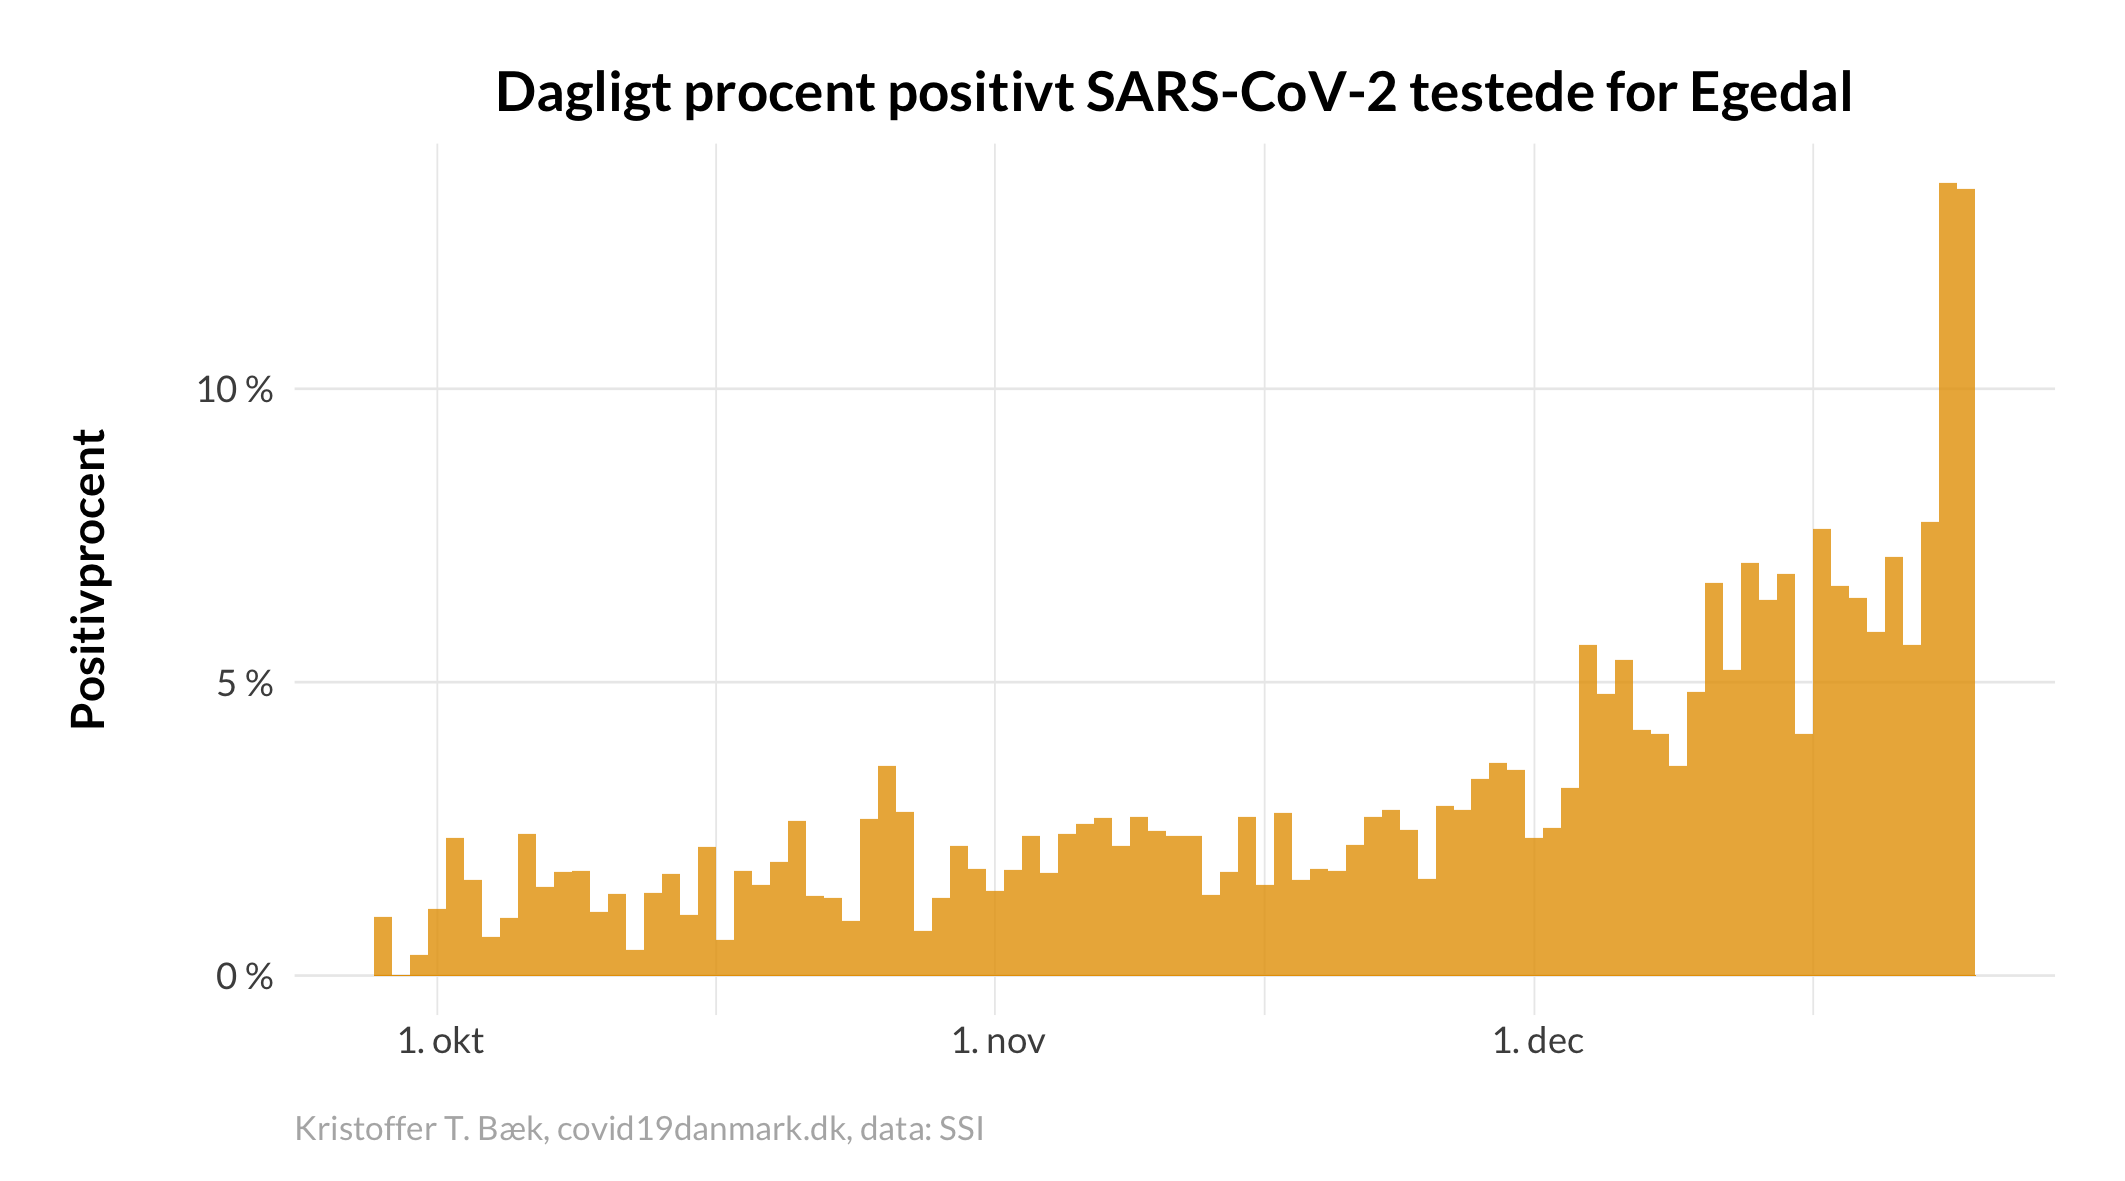 Dagligt procent positivt SARS-CoV-2 testede for Egedal
Positivprocent
10 %
5 %
0 %
1. okt
1. nov
1. dec
Kristoffer T. Bæk, covid19danmark.dk, data: SSI